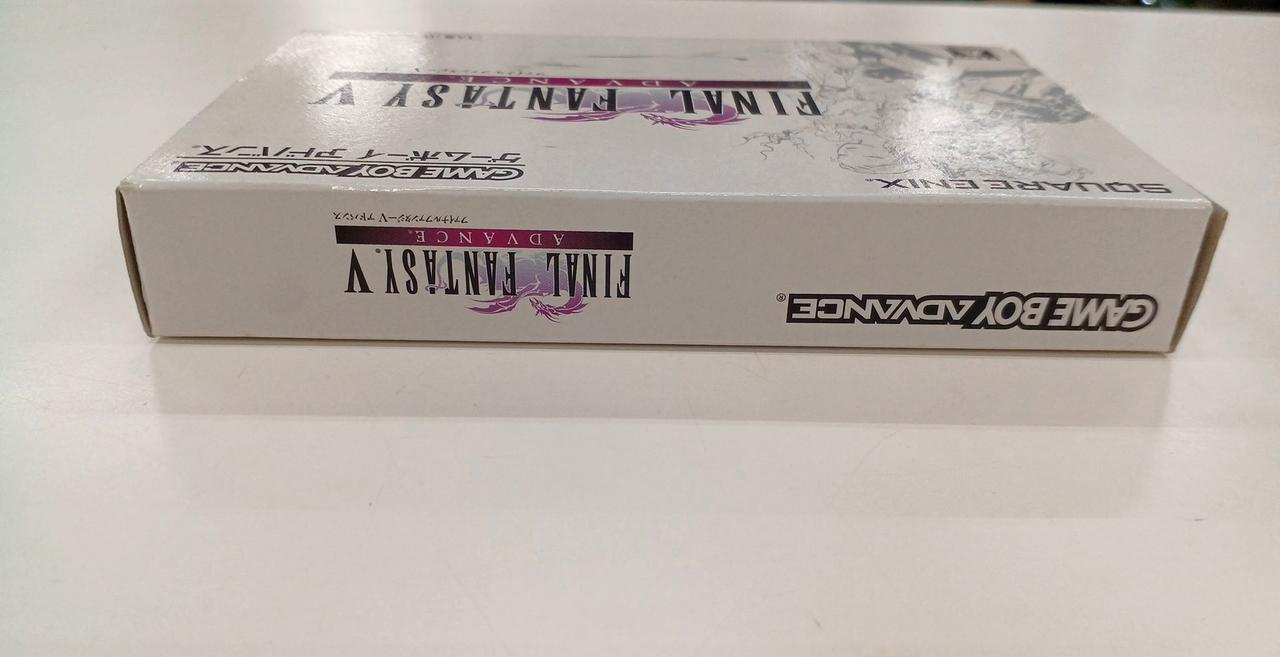 GAME BOY ADVANCE®
FINAL FANTASY V®
ADVANCE®
ファイナルファンタジーV アドバンス
SQUARE ENIX®
GAME BOY ADVANCE
ゲームボーイ アドバンス®
FINAL FANTASY V
ADVANCE